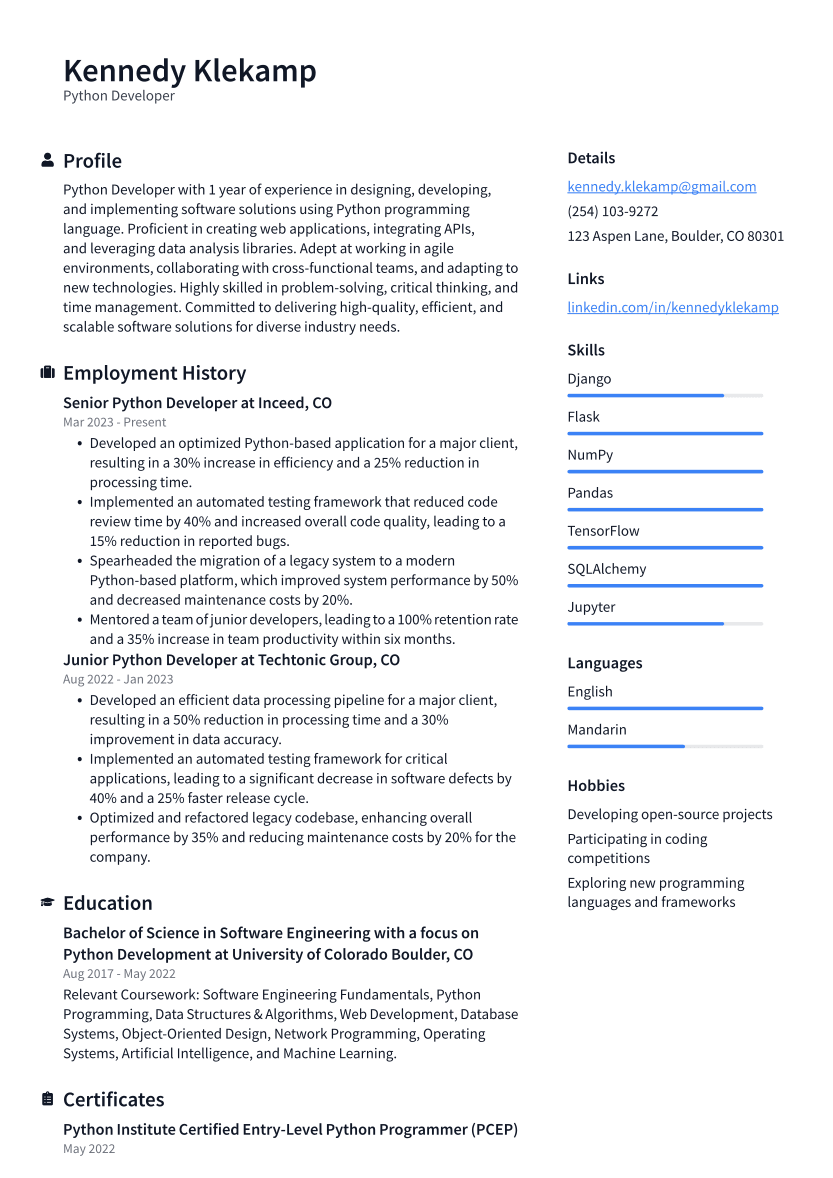 Kennedy Klekamp
Python Developer
Profile
Python Developer with 1 year of experience in designing, developing,
and implementing software solutions using Python programming
language. Proficient in creating web applications, integrating APIs,
and leveraging data analysis libraries. Adept at working in agile
environments, collaborating with cross-functional teams, and adapting to
new technologies. Highly skilled in problem-solving, critical thinking, and
time management. Committed to delivering high-quality, efficient, and
scalable software solutions for diverse industry needs.
Employment History
Senior Python Developer at Inceed, CO
Mar 2023 - Present
• Developed an optimized Python-based application for a major client,
resulting in a 30% increase in efficiency and a 25% reduction in
processing time.
• Implemented an automated testing framework that reduced code
review time by 40% and increased overall code quality, leading to a
15% reduction in reported bugs.
• Spearheaded the migration of a legacy system to a modern
Python-based platform, which improved system performance by 50%
and decreased maintenance costs by 20%.
• Mentored a team of junior developers, leading to a 100% retention rate
and a 35% increase in team productivity within six months.
Junior Python Developer at Techtonic Group, CO
Aug 2022 - Jan 2023
• Developed an efficient data processing pipeline for a major client,
resulting in a 50% reduction in processing time and a 30%
improvement in data accuracy.
• Implemented an automated testing framework for critical
applications, leading to a significant decrease in software defects by
40% and a 25% faster release cycle.
• Optimized and refactored legacy codebase, enhancing overall
performance by 35% and reducing maintenance costs by 20% for the
company.
Education
Bachelor of Science in Software Engineering with a focus on
Python Development at University of Colorado Boulder, CO
Aug 2017 - May 2022
Relevant Coursework: Software Engineering Fundamentals, Python
Programming, Data Structures & Algorithms, Web Development, Database
Systems, Object-Oriented Design, Network Programming, Operating
Systems, Artificial Intelligence, and Machine Learning.
Certificates
Python Institute Certified Entry-Level Python Programmer (PCEP)
May 2022
Details
kennedy.klekamp@gmail.com
(254) 103-9272
123 Aspen Lane, Boulder, CO 80301
Links
linkedin.com/in/kennedyklekamp
Skills
Django
Flask
NumPy
Pandas
TensorFlow
SQLAlchemy
Jupyter
Languages
English
Mandarin
Hobbies
Developing open-source projects
Participating in coding
competitions
Exploring new programming
languages and frameworks